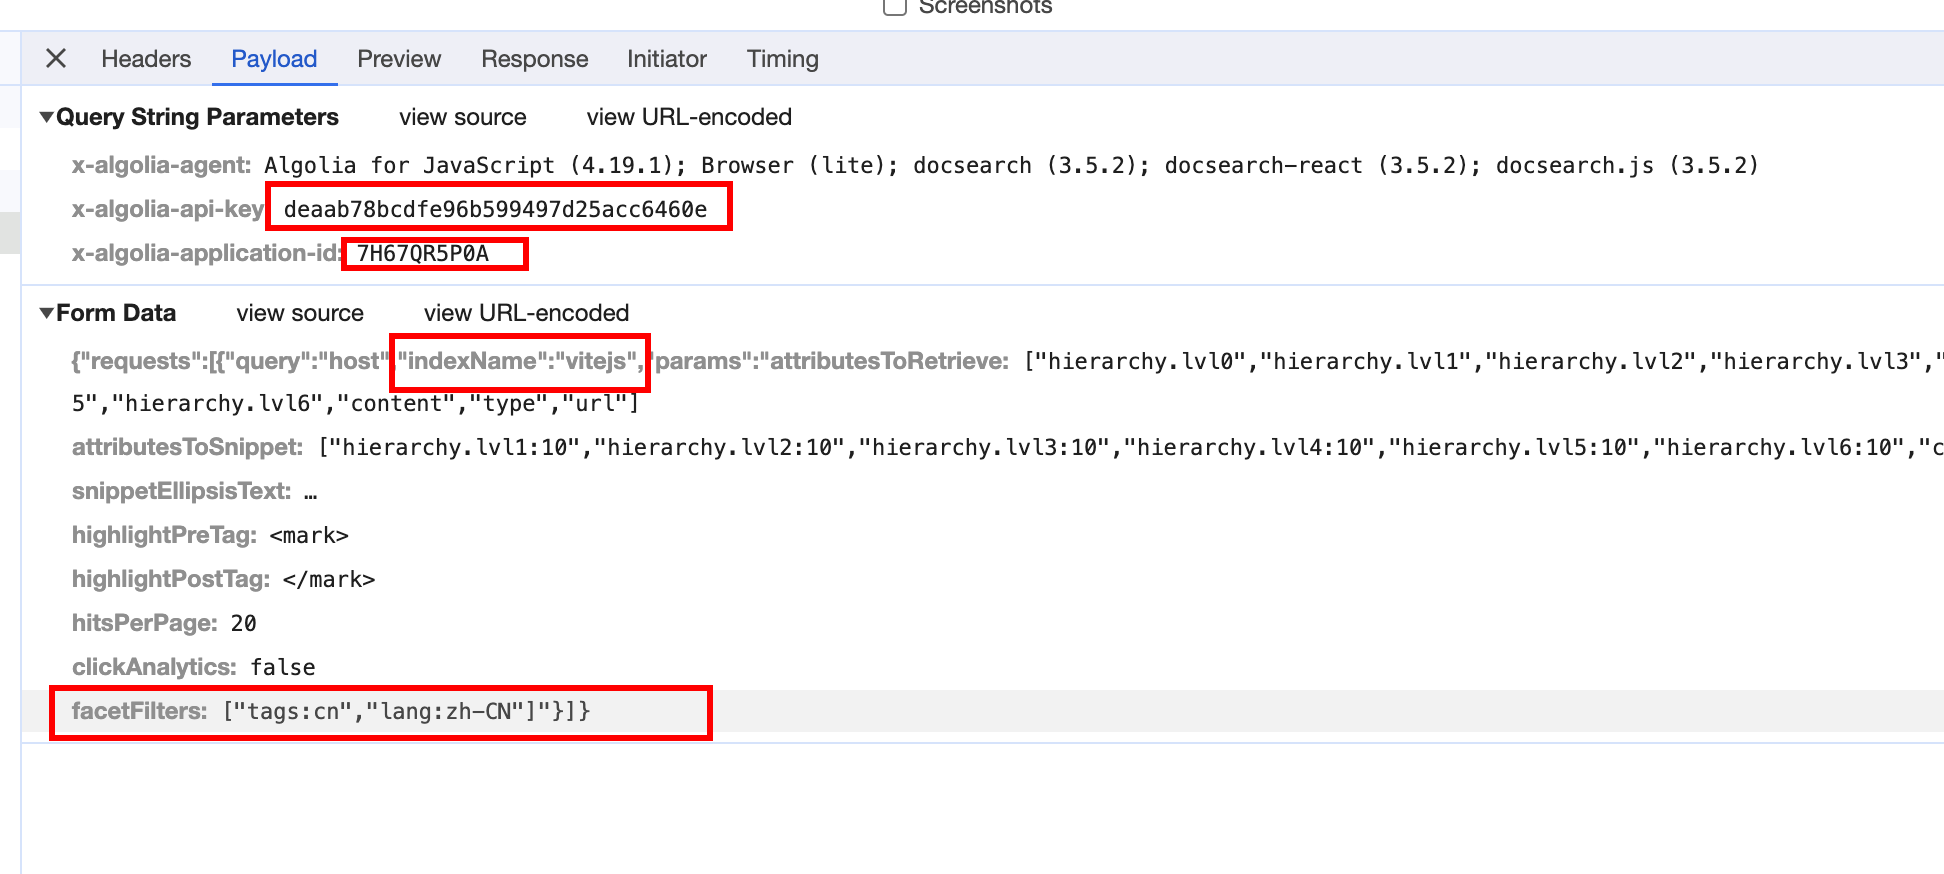 Screenshots
Headers Payload Preview Response Initiator Timing
Query String Parameters view source view URL-encoded
x-algolia-agent: Algolia for JavaScript (4.19.1); Browser (lite); docsearch (3.5.2); docsearch-react (3.5.2); docsearch.js (3.5.2)
x-algolia-api-key deaab78bcdfe96b599497d25acc6460e
x-algolia-application-id: 7H67QR5P0A
Form Data view source view URL-encoded
{"requests":[{"query":"host" "indexName":"vitejs", "params":"attributesToRetrieve: ["hierarchy.lvl0","hierarchy.lvl1","hierarchy.lvl2","hierarchy.lvl3","
5","hierarchy.lvl6","content","type","url"]
attributesToSnippet: ["hierarchy.lvl1:10","hierarchy.lvl2:10","hierarchy.lvl3:10","hierarchy.lvl4:10","hierarchy.lvl5:10","hierarchy.lvl6:10","c
snippetEllipsisText: …
highlightPreTag: <mark>
highlightPostTag: </mark>
hitsPerPage: 20
clickAnalytics: false
facetFilters: ["tags:cn","lang:zh-CN"]"}]}